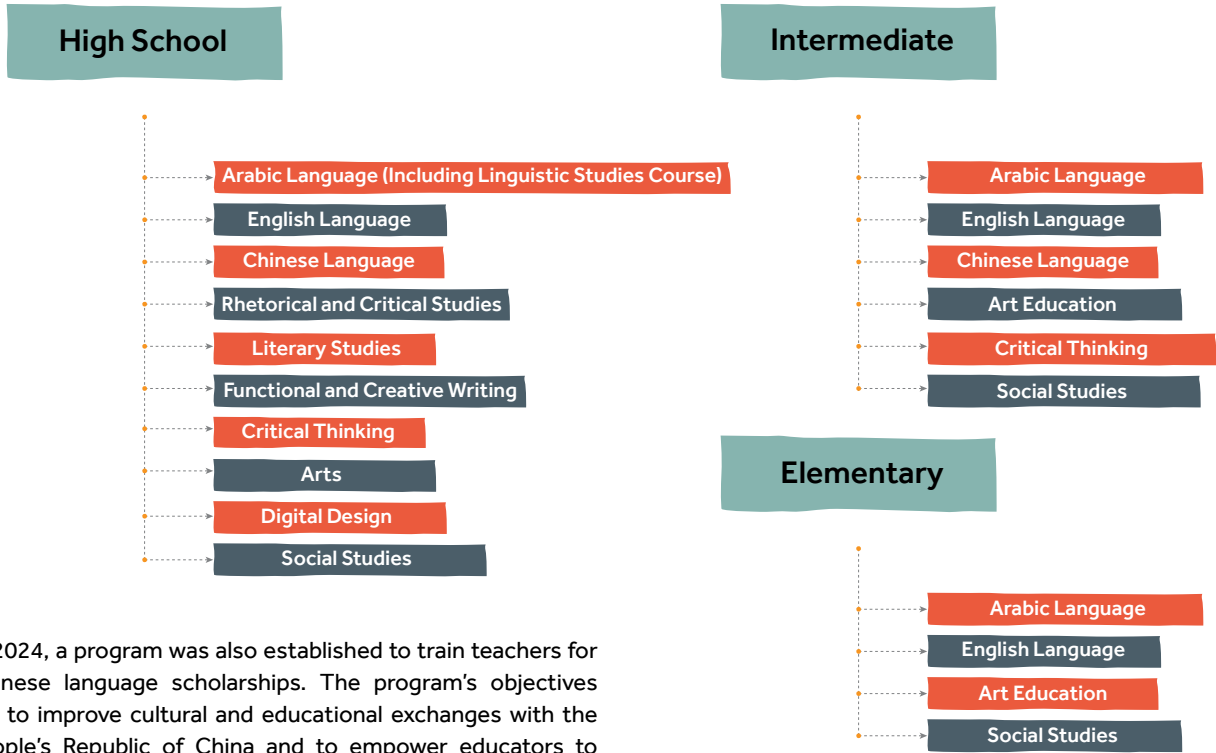 High School
Arabic Language (Including Linguistic Studies Course)
English Language
Chinese Language
Rhetorical and Critical Studies
Literary Studies
Functional and Creative Writing
Critical Thinking
Arts
Digital Design
Social Studies
2024, a program was also established to train teachers for
language scholarships. The program's objectives
to improve cultural and educational exchanges with the
Republic of China and to empower educators to
Intermediate
Arabic Language
English Language
Chinese Language
Art Education
Critical Thinking
Social Studies
Elementary
Arabic Language
English Language
Art Education
Social Studies